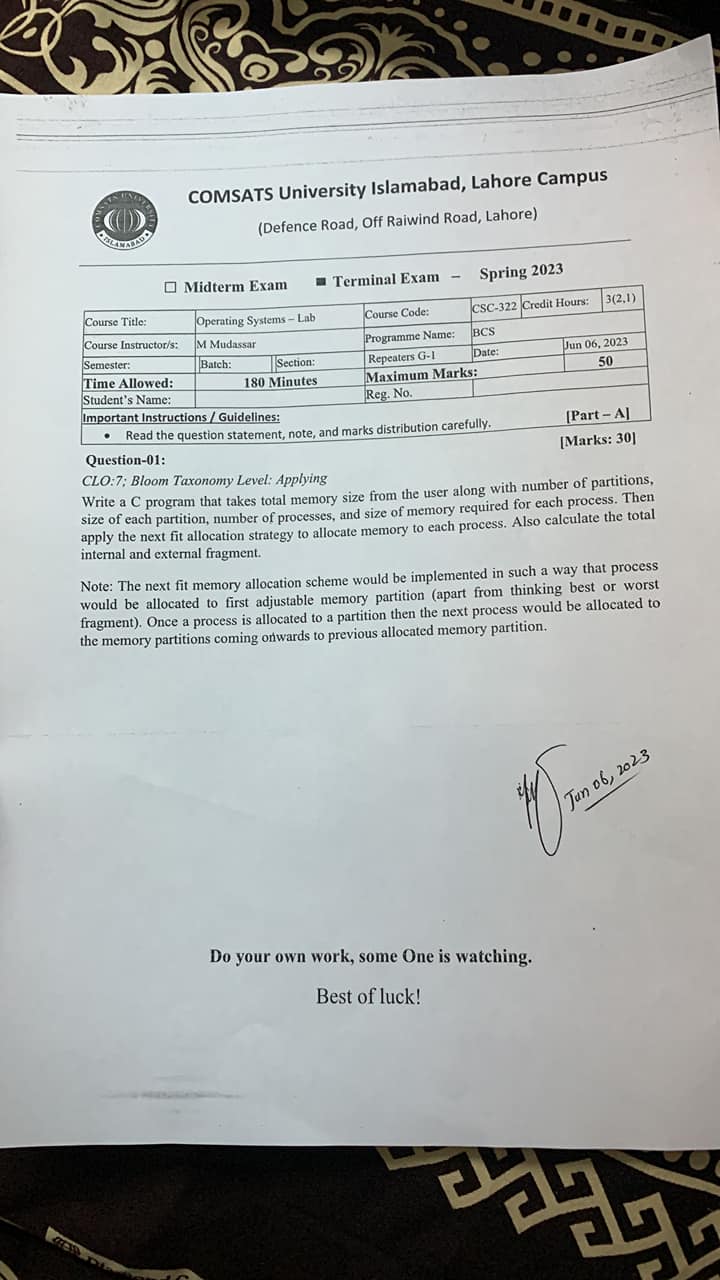 COMSATS University Islamabad, Lahore Campus
(Defence Road, Off Raiwind Road, Lahore)
COMSATS UNIVERSITY
ISLAMABAD
☐ Midterm Exam ■ Terminal Exam – Spring 2023
Course Title: Operating Systems – Lab Course Code: CSC-322 Credit Hours: 3(2,1)
Course Instructor/s: M Mudassar Programme Name: BCS
Semester: Batch: Section: Repeaters G-1 Date: Jun 06, 2023
Time Allowed: 180 Minutes Maximum Marks: 50
Student's Name: Reg. No.
Important Instructions / Guidelines: [Part – A]
• Read the question statement, note, and marks distribution carefully.
[Marks: 30]
Question-01:
CLO:7; Bloom Taxonomy Level: Applying
Write a C program that takes total memory size from the user along with number of partitions,
size of each partition, number of processes, and size of memory required for each process. Then
apply the next fit allocation strategy to allocate memory to each process. Also calculate the total
internal and external fragment.
Note: The next fit memory allocation scheme would be implemented in such a way that process
would be allocated to first adjustable memory partition (apart from thinking best or worst
fragment). Once a process is allocated to a partition then the next process would be allocated to
the memory partitions coming onwards to previous allocated memory partition.
Jun 06, 2023
Do your own work, some One is watching.
Best of luck!